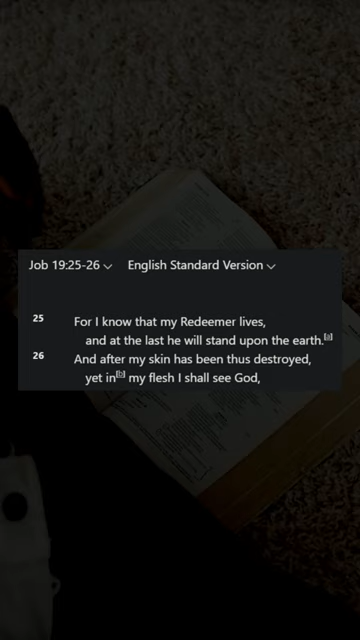 Job 19:25-26 English Standard Version
25 For I know that my Redeemer lives,
and at the last he will stand upon the earth.[a]
26 And after my skin has been thus destroyed,
yet in[b] my flesh I shall see God,